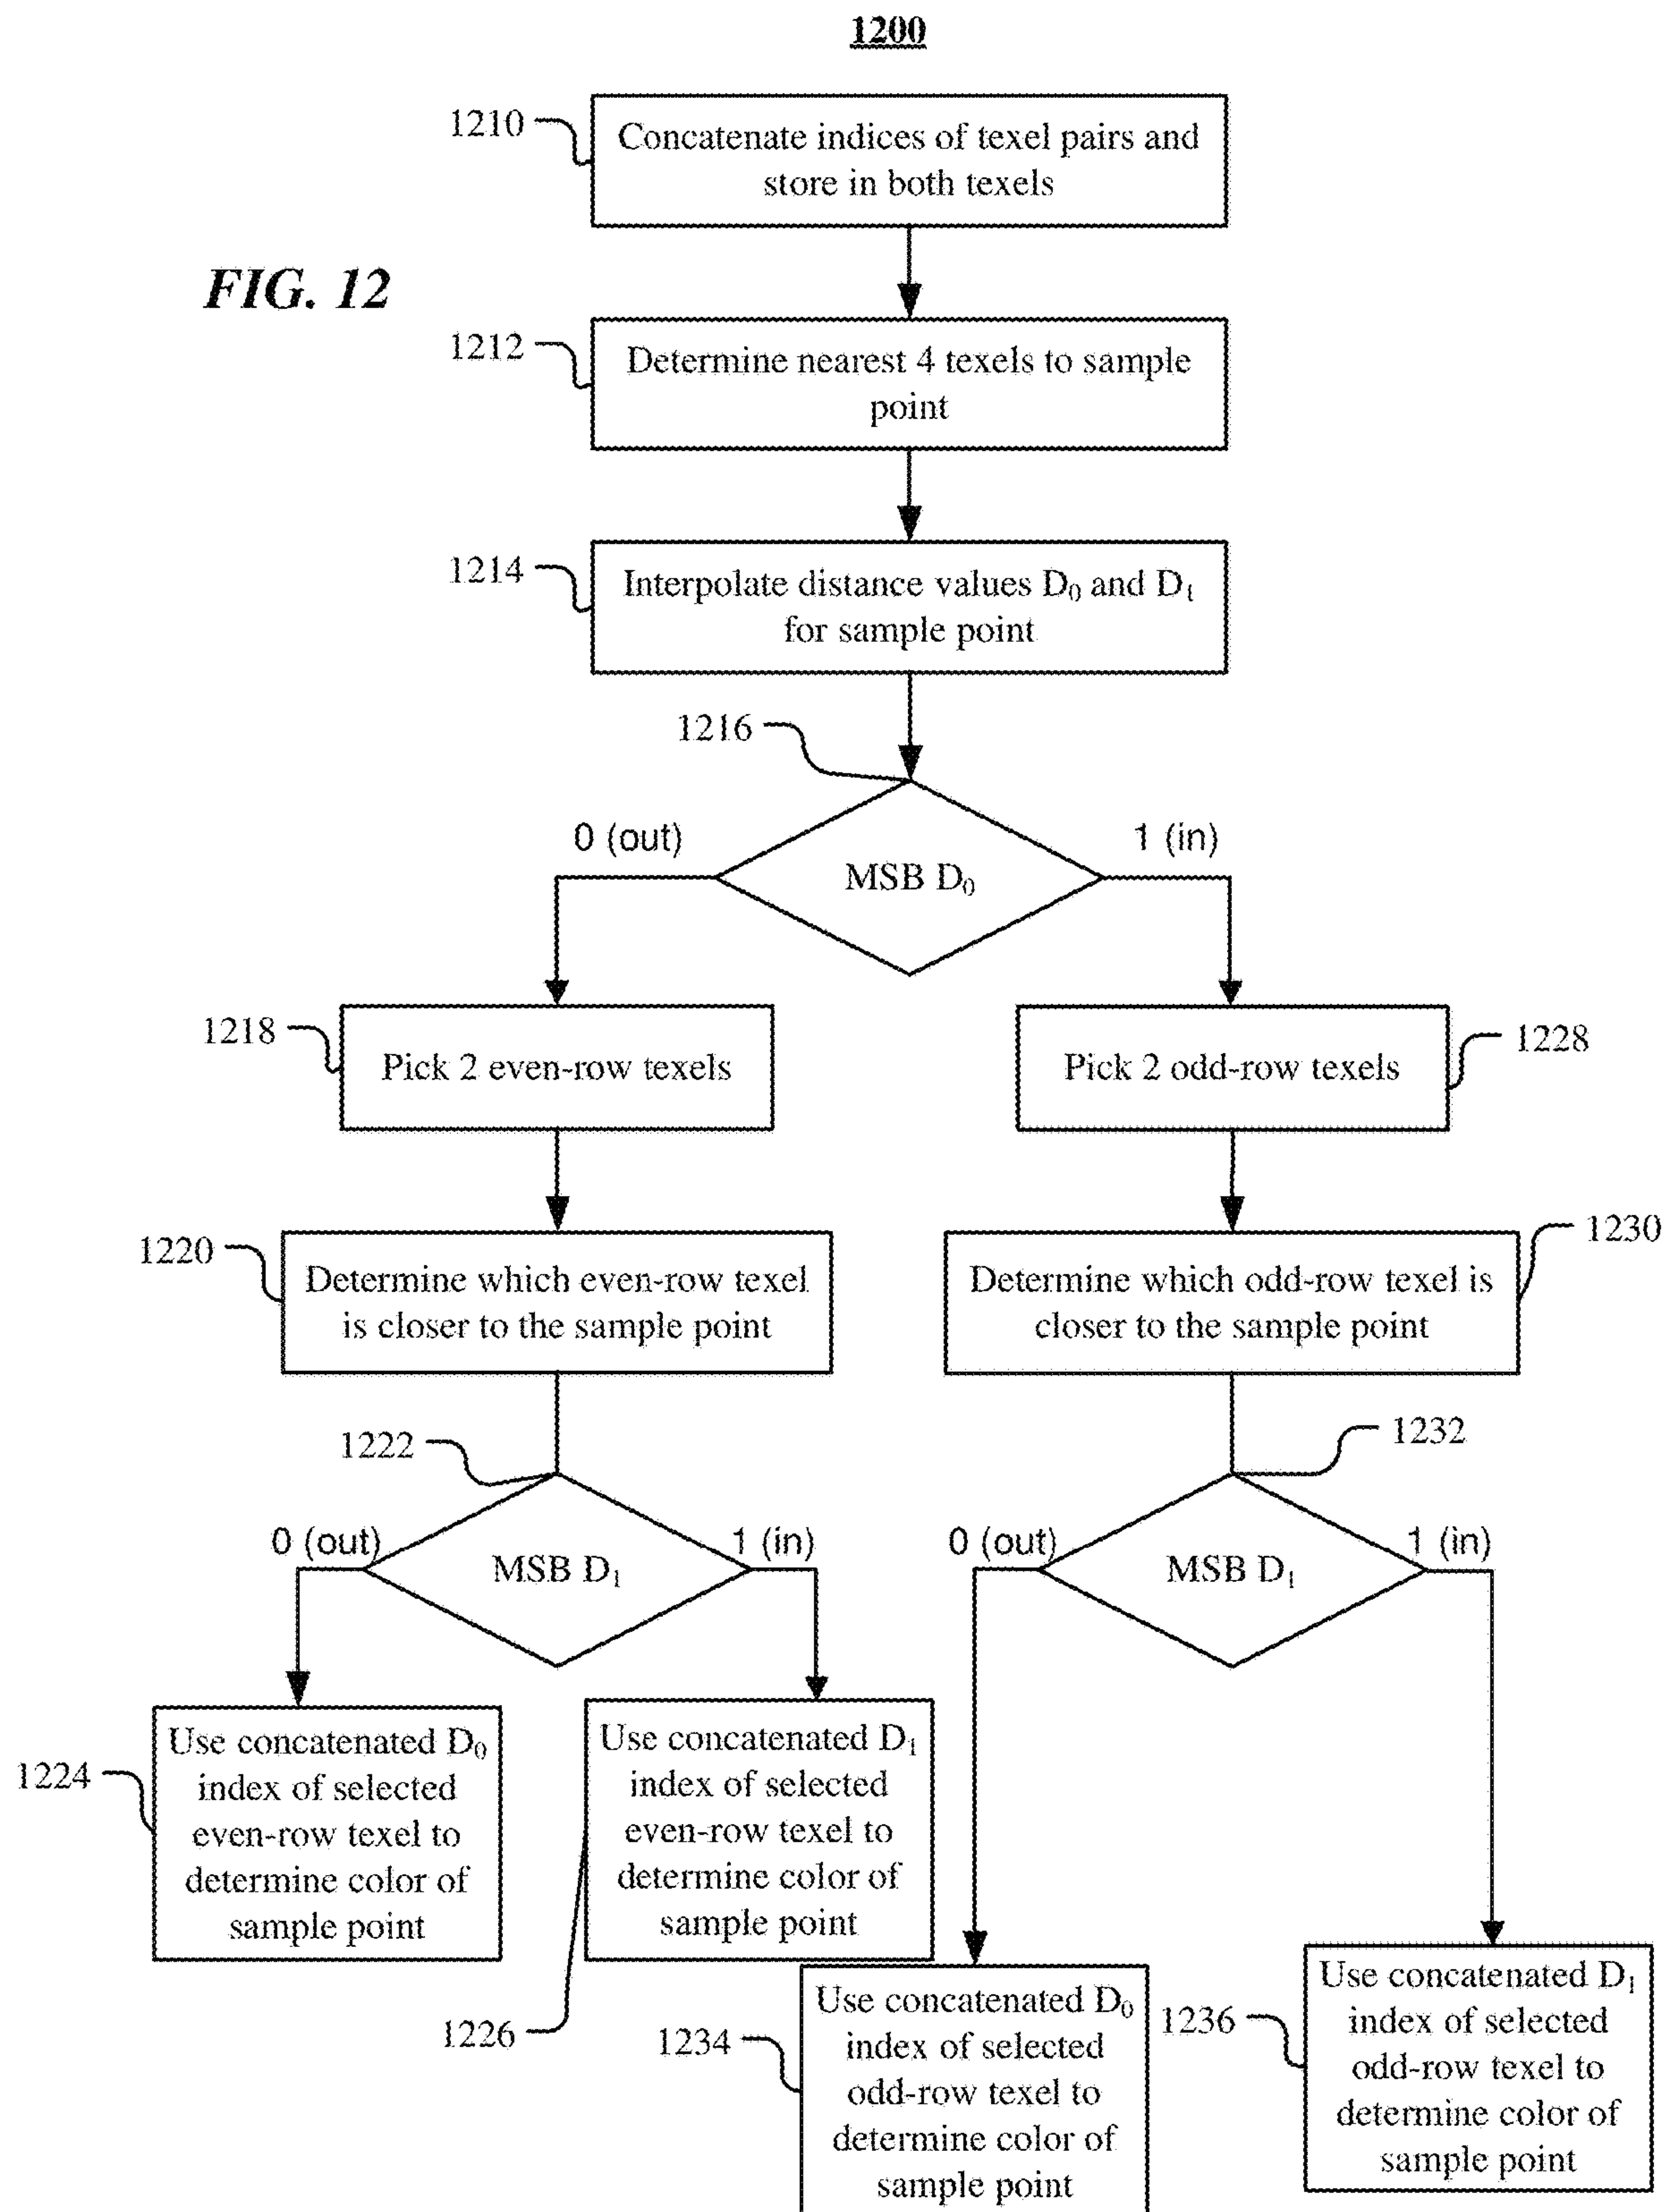 1200
1210
Concatenate indices of texel pairs and
store in both texels
FIG. 12
1212
Determine nearest 4 texels to sample
point
1214
Interpolate distance values D₀ and D₁
for sample point
1216
0 (out)
1 (in)
MSB D₀
1218
Pick 2 even-row texels
Pick 2 odd-row texels
1228
1220
Determine which even-row texel
is closer to the sample point
Determine which odd-row texel is
closer to the sample point
1230
1222
0 (out)
1 (in)
MSB D₁
1232
0 (out)
1 (in)
MSB D₁
1224
Use concatenated D₀
index of selected
even-row texel to
determine color of
sample point
Use concatenated D₁
index of selected
even-row texel to
determine color of
sample point
1226
1234
Use concatenated D₀
index of selected
odd-row texel to
determine color of
sample point
1236
Use concatenated D₁
index of selected
odd-row texel to
determine color of
sample point